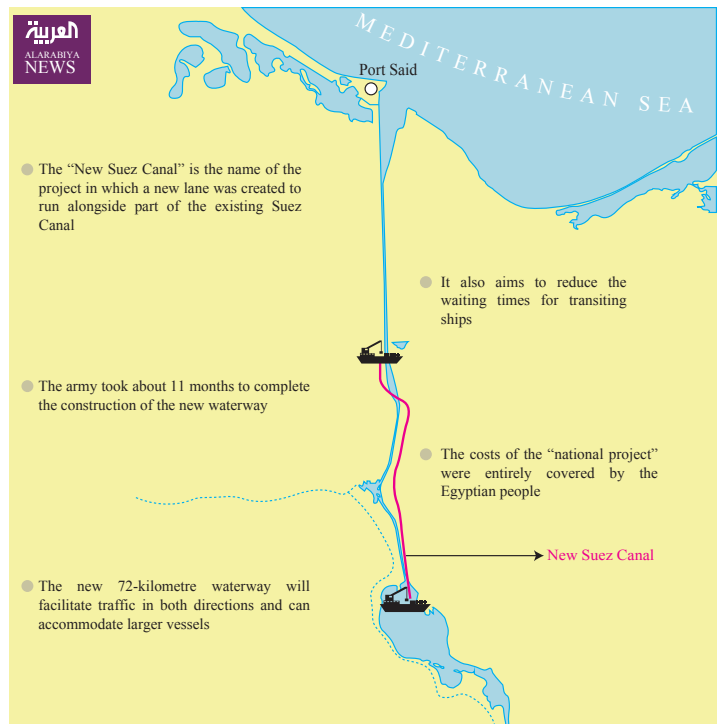 العربية
ALARABIYA
NEWS
MEDITERRANEAN SEA
Port Said
The “New Suez Canal” is the name of the
project in which a new lane was created to
run alongside part of the existing Suez
Canal
It also aims to reduce the
waiting times for transiting
ships
The army took about 11 months to complete
the construction of the new waterway
The costs of the “national project”
were entirely covered by the
Egyptian people
New Suez Canal
The new 72-kilometre waterway will
facilitate traffic in both directions and can
accommodate larger vessels